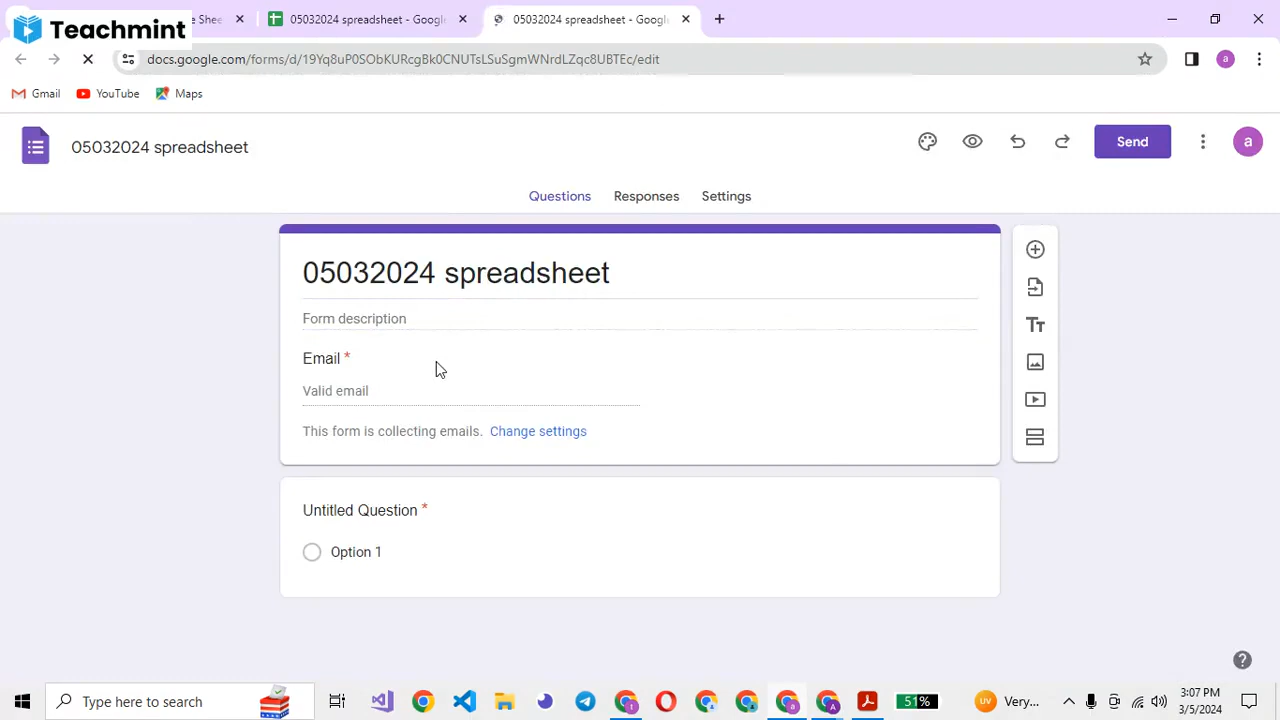 Teachmint
e Shee
05032024 spreadsheet - Googl
05032024 spreadsheet - Googl
docs.google.com/forms/d/19Yq8uP0SObKURcgBk0CNUTsLSuSgmWNrdLZqc8UBTEc/edit
Gmail YouTube Maps
05032024 spreadsheet
Send
a
Questions Responses Settings
05032024 spreadsheet
Form description
Email *
Valid email
This form is collecting emails. Change settings
Untitled Question *
Option 1
Type here to search
51%
UV Very...
3:07 PM
3/5/2024